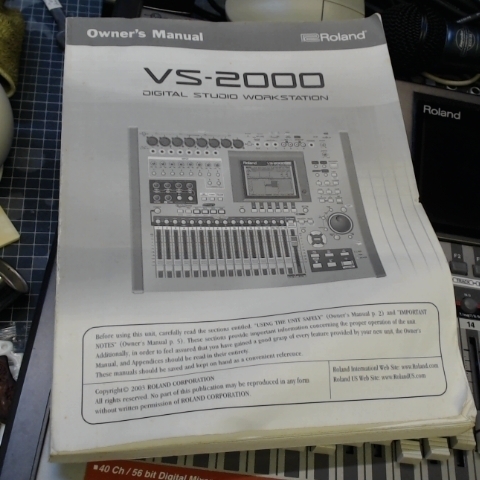 Owner's Manual
Roland
VS-2000
DIGITAL STUDIO WORKSTATION
Before using this unit, carefully read the sections entitled: "USING THE UNIT SAFELY" (Owner's Manual p. 2) and "IMPORTANT
NOTES" (Owner's Manual p. 5). These sections provide important information concerning the proper operation of the unit.
Additionally, in order to feel assured that you have gained a good grasp of every feature provided by your new unit, the Owner's
Manual, and Appendices should be read in their entirety.
These manuals should be saved and kept on hand as a convenient reference.
Copyright© 2003 ROLAND CORPORATION
All rights reserved. No part of this publication may be reproduced in any form
without written permission of ROLAND CORPORATION.
Roland International Web Site: www.Roland.com
Roland US Web Site: www.RolandUS.com
Roland
14
40 Ch / 56 bit Digital